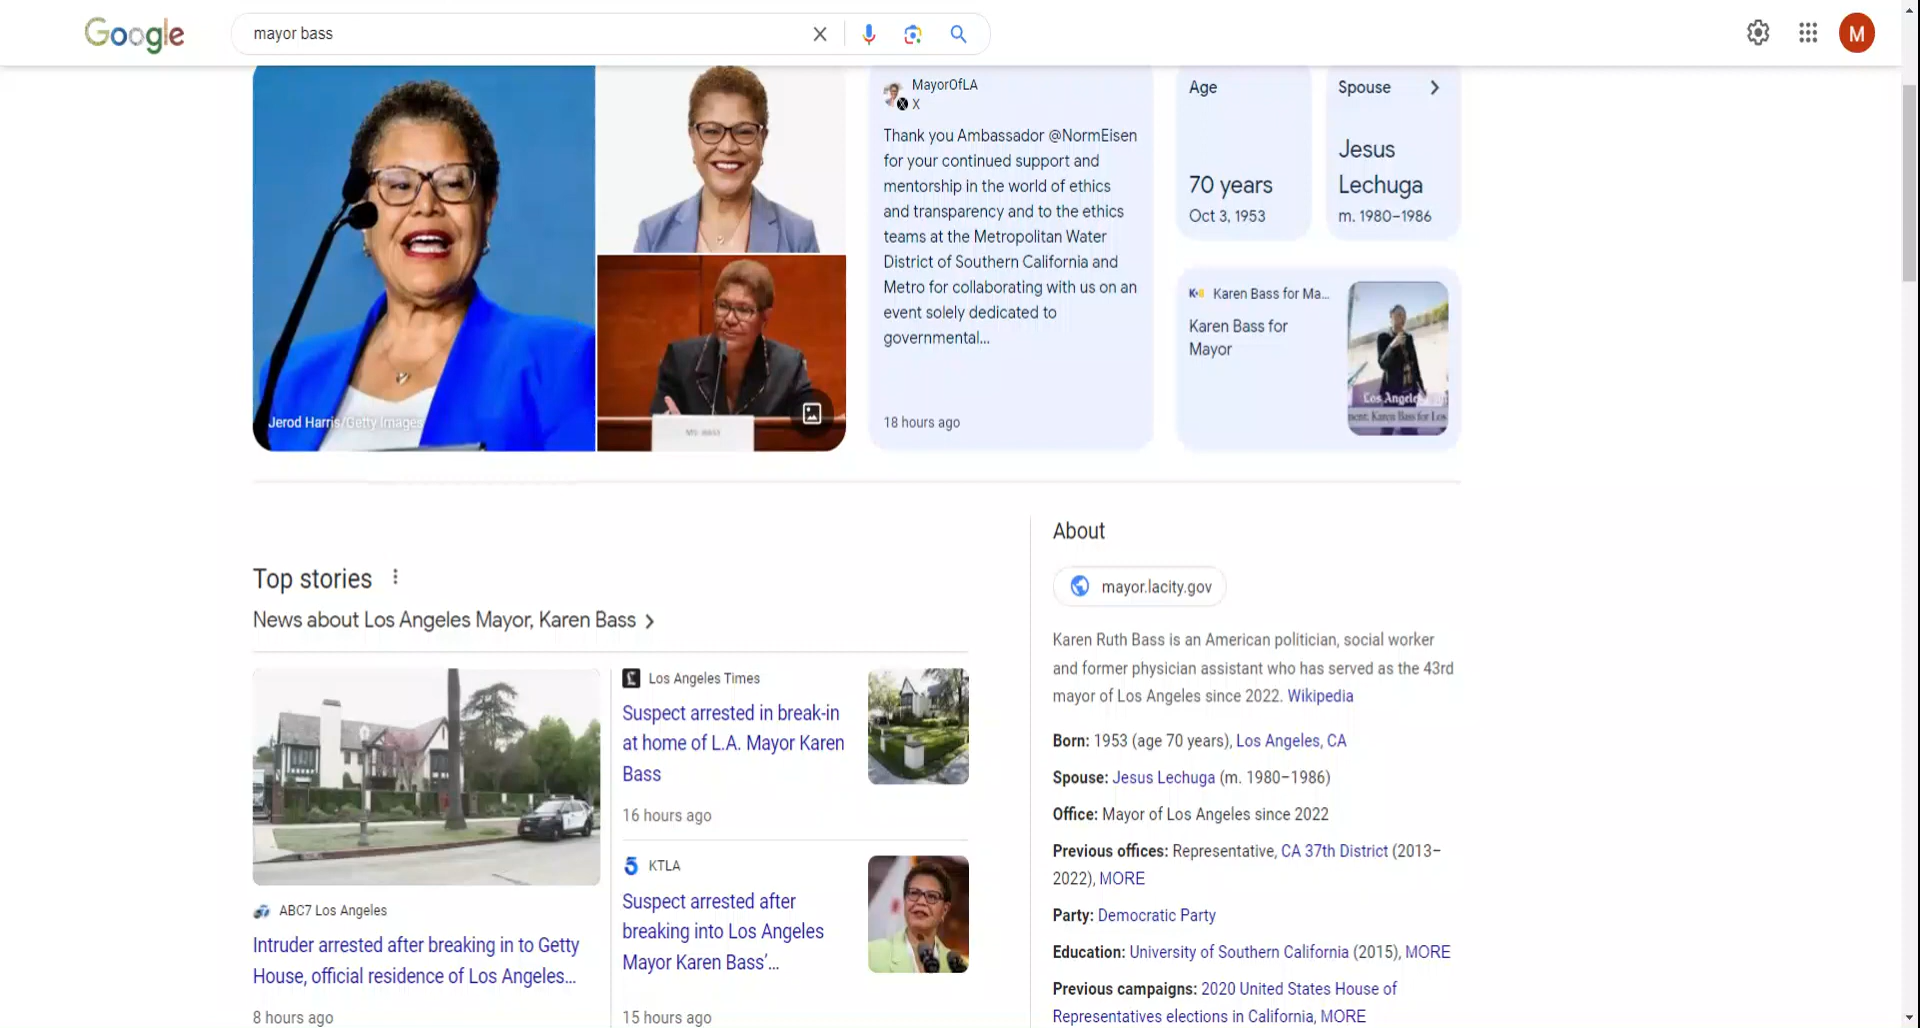 Google
mayor bass
M
MayorOfLA
X
Thank you Ambassador @NormEisen
for your continued support and
mentorship in the world of ethics
and transparency and to the ethics
teams at the Metropolitan Water
District of Southern California and
Metro for collaborating with us on an
event solely dedicated to
governmental...
18 hours ago
Age
70 years
Oct 3, 1953
Spouse
Jesus
Lechuga
m. 1980–1986
Karen Bass for Ma...
Karen Bass for
Mayor
Los Angele
ment; Karen Bass for Los
Jerod Harris/Getty Images
MS. BASS
Top stories
News about Los Angeles Mayor, Karen Bass
ABC7 Los Angeles
Intruder arrested after breaking in to Getty
House, official residence of Los Angeles...
8 hours ago
Los Angeles Times
Suspect arrested in break-in
at home of L.A. Mayor Karen
Bass
16 hours ago
5 KTLA
Suspect arrested after
breaking into Los Angeles
Mayor Karen Bass’...
15 hours ago
About
mayor.lacity.gov
Karen Ruth Bass is an American politician, social worker
and former physician assistant who has served as the 43rd
mayor of Los Angeles since 2022. Wikipedia
Born: 1953 (age 70 years), Los Angeles, CA
Spouse: Jesus Lechuga (m. 1980–1986)
Office: Mayor of Los Angeles since 2022
Previous offices: Representative, CA 37th District (2013–
2022), MORE
Party: Democratic Party
Education: University of Southern California (2015), MORE
Previous campaigns: 2020 United States House of
Representatives elections in California, MORE